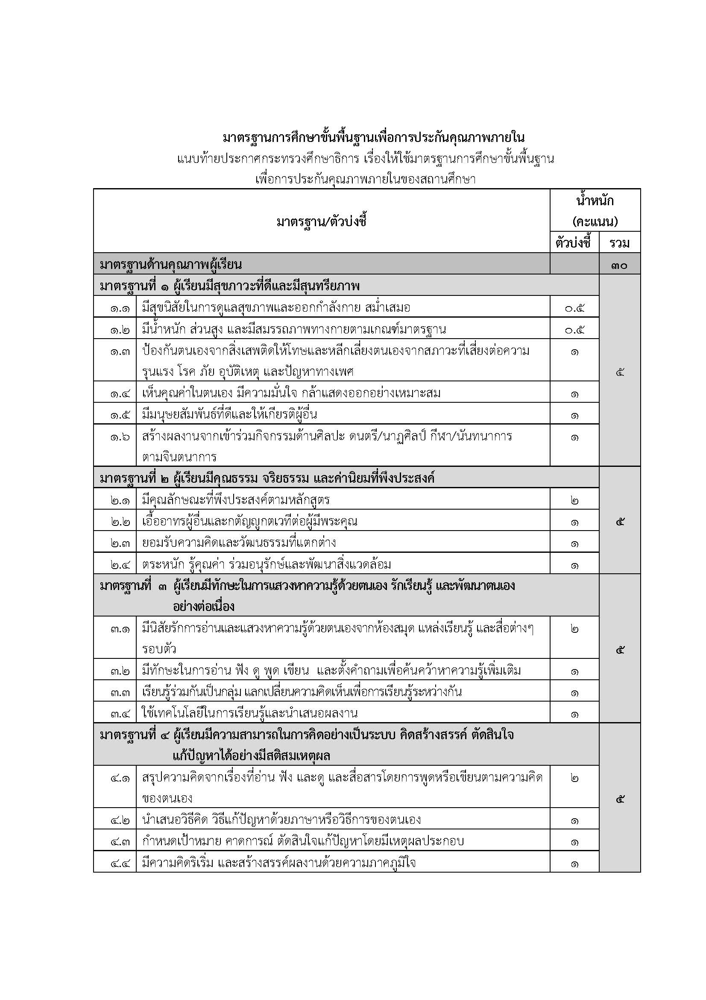 มาตรฐานการศึกษาขั้นพื้นฐานเพื่อการประกันคุณภาพภายใน
แนบท้ายประกาศกระทรวงศึกษาธิการ เรื่องให้ใช้มาตรฐานการศึกษาขั้นพื้นฐาน
เพื่อการประกันคุณภาพภายในของสถานศึกษา
น้ำหนัก
มาตรฐาน/ตัวบ่งชี้ (คะแนน)
ตัวบ่งชี้ รวม
มาตรฐานด้านคุณภาพผู้เรียน ๓๐
มาตรฐานที่ ๑ ผู้เรียนมีสุขภาวะที่ดีและมีสุนทรียภาพ
๑.๑ มีสุขนิสัยในการดูแลสุขภาพและออกกำลังกาย สม่ำเสมอ ๐.๕
๑.๒ มีน้ำหนัก ส่วนสูง และมีสมรรถภาพทางกายตามเกณฑ์มาตรฐาน ๐.๕
๑.๓ ป้องกันตนเองจากสิ่งเสพติดให้โทษและหลีกเลี่ยงตนเองจากสภาวะที่เสี่ยงต่อความ ๑
รุนแรง โรค ภัย อุบัติเหตุ และปัญหาทางเพศ ๕
๑.๔ เห็นคุณค่าในตนเอง มีความมั่นใจ กล้าแสดงออกอย่างเหมาะสม ๑
๑.๕ มีมนุษยสัมพันธ์ที่ดีและให้เกียรติผู้อื่น ๑
๑.๖ สร้างผลงานจากเข้าร่วมกิจกรรมด้านศิลปะ ดนตรี/นาฏศิลป์ กีฬา/นันทนาการ ๑
ตามจินตนาการ
มาตรฐานที่ ๒ ผู้เรียนมีคุณธรรม จริยธรรม และค่านิยมที่พึงประสงค์
๒.๑ มีคุณลักษณะที่พึงประสงค์ตามหลักสูตร ๒
๒.๒ เอื้ออาทรผู้อื่นและกตัญญูกตเวทีต่อผู้มีพระคุณ ๑ ๕
๒.๓ ยอมรับความคิดและวัฒนธรรมที่แตกต่าง ๑
๒.๔ ตระหนัก รู้คุณค่า ร่วมอนุรักษ์และพัฒนาสิ่งแวดล้อม ๑
มาตรฐานที่ ๓ ผู้เรียนมีทักษะในการแสวงหาความรู้ด้วยตนเอง รักเรียนรู้ และพัฒนาตนเอง
อย่างต่อเนื่อง
๓.๑ มีนิสัยรักการอ่านและแสวงหาความรู้ด้วยตนเองจากห้องสมุด แหล่งเรียนรู้ และสื่อต่างๆ ๒
รอบตัว ๕
๓.๒ มีทักษะในการอ่าน ฟัง ดู พูด เขียน และตั้งคำถามเพื่อค้นคว้าหาความรู้เพิ่มเติม ๑
๓.๓ เรียนรู้ร่วมกันเป็นกลุ่ม แลกเปลี่ยนความคิดเห็นเพื่อการเรียนรู้ระหว่างกัน ๑
๓.๔ ใช้เทคโนโลยีในการเรียนรู้และนำเสนอผลงาน ๑
มาตรฐานที่ ๔ ผู้เรียนมีความสามารถในการคิดอย่างเป็นระบบ คิดสร้างสรรค์ ตัดสินใจ
แก้ปัญหาได้อย่างมีสติสมเหตุผล
๔.๑ สรุปความคิดจากเรื่องที่อ่าน ฟัง และดู และสื่อสารโดยการพูดหรือเขียนตามความคิด ๒
ของตนเอง ๕
๔.๒ นำเสนอวิธีคิด วิธีแก้ปัญหาด้วยภาษาหรือวิธีการของตนเอง ๑
๔.๓ กำหนดเป้าหมาย คาดการณ์ ตัดสินใจแก้ปัญหาโดยมีเหตุผลประกอบ ๑
๔.๔ มีความคิดริเริ่ม และสร้างสรรค์ผลงานด้วยความภาคภูมิใจ ๑